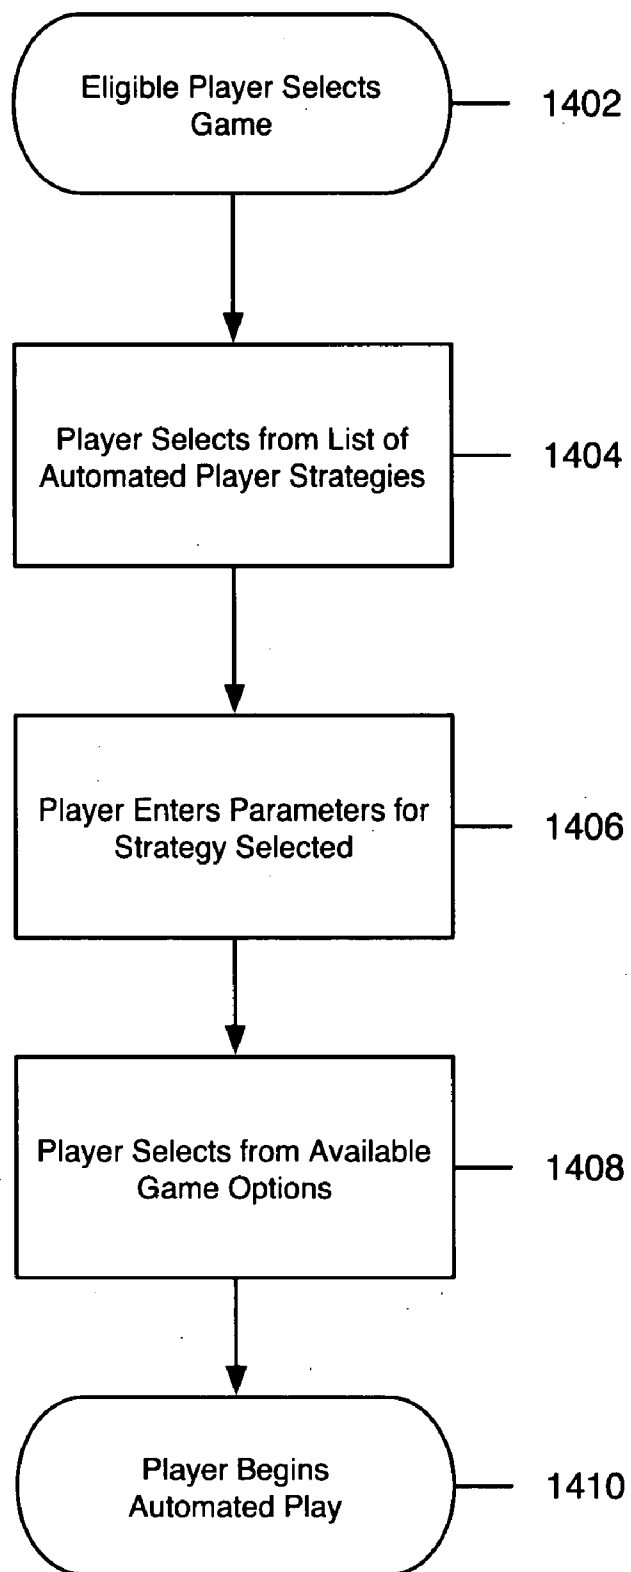 Eligible Player Selects
Game
1402
Player Selects from List of
Automated Player Strategies
1404
Player Enters Parameters for
Strategy Selected
1406
Player Selects from Available
Game Options
1408
Player Begins
Automated Play
1410